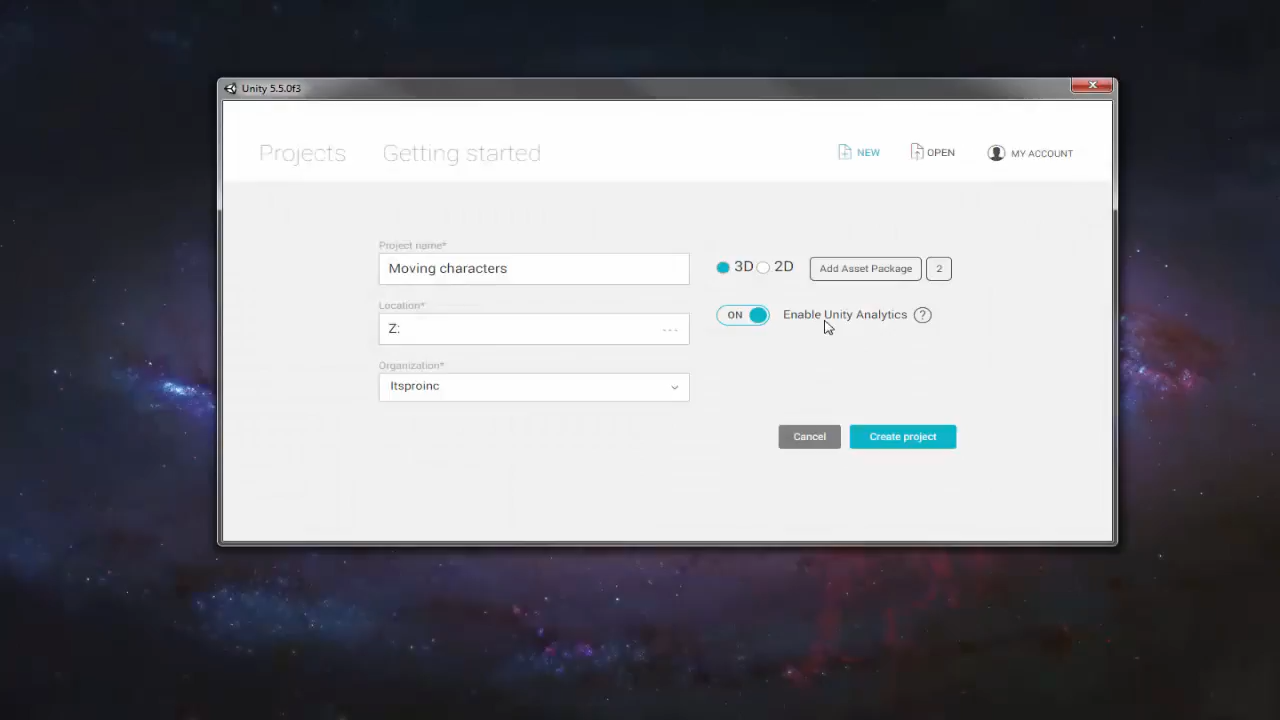 Unity 5.5.0f3
Projects Getting started NEW OPEN MY ACCOUNT
Project name*
Moving characters 3D 2D Add Asset Package 2
Location*
Z: ... ON Enable Unity Analytics ?
Organization*
Itsproinc
Cancel Create project